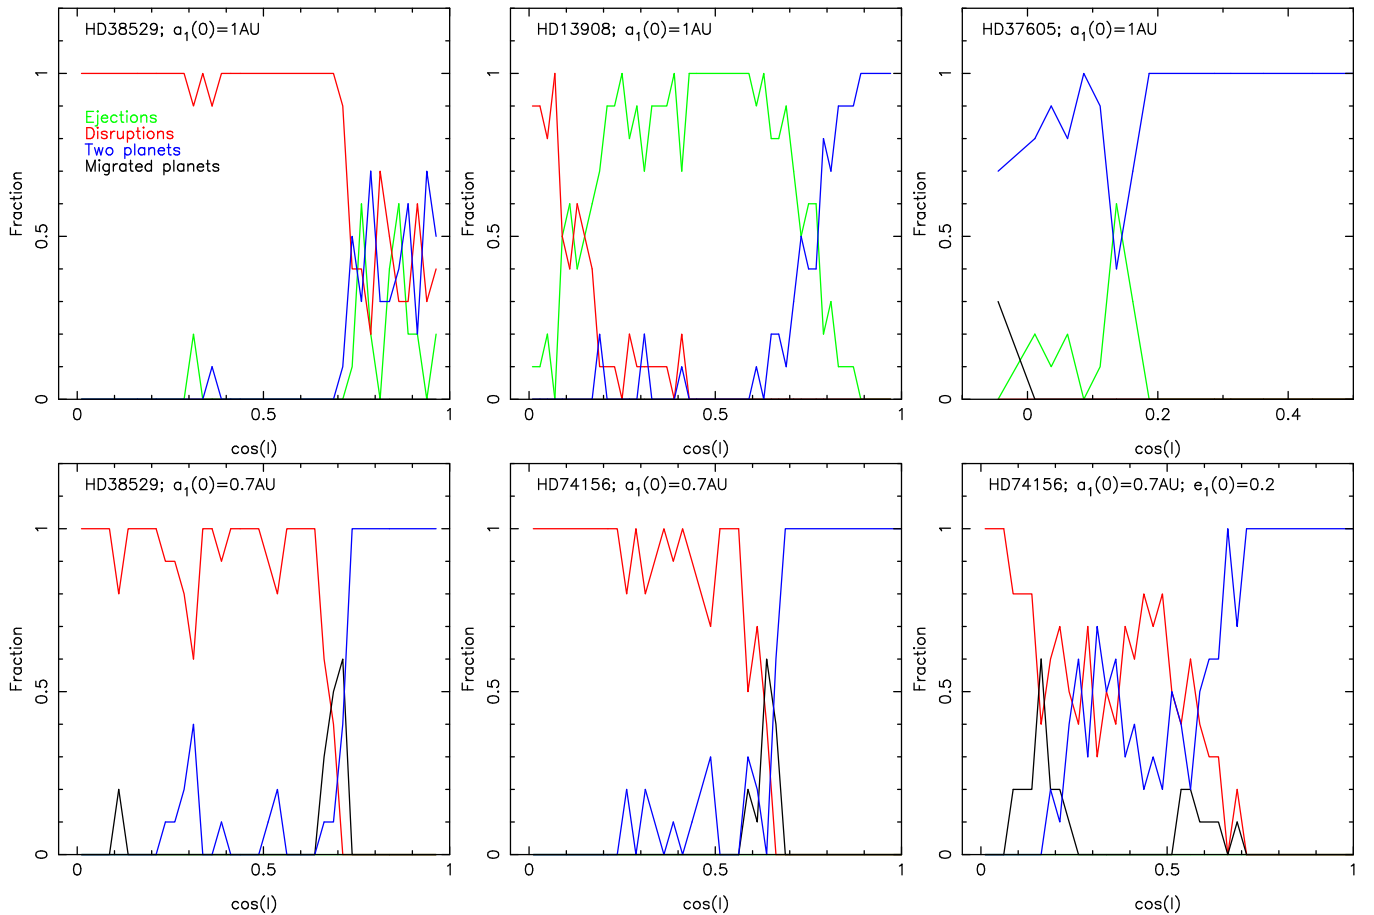 HD38529; a1(0)=1AU
1
Ejections
Disruptions
Two planets
Migrated planets
Fraction
0.5
0
0
0.5
1
cos(I)
HD13908; a1(0)=1AU
1
Fraction
0.5
0
0
0.5
1
cos(I)
HD37605; a1(0)=1AU
1
Fraction
0.5
0
0
0.2
0.4
cos(I)
HD38529; a1(0)=0.7AU
1
Fraction
0.5
0
0
0.5
1
cos(I)
HD74156; a1(0)=0.7AU
1
Fraction
0.5
0
0
0.5
1
cos(I)
HD74156; a1(0)=0.7AU; e1(0)=0.2
1
Fraction
0.5
0
0
0.5
1
cos(I)